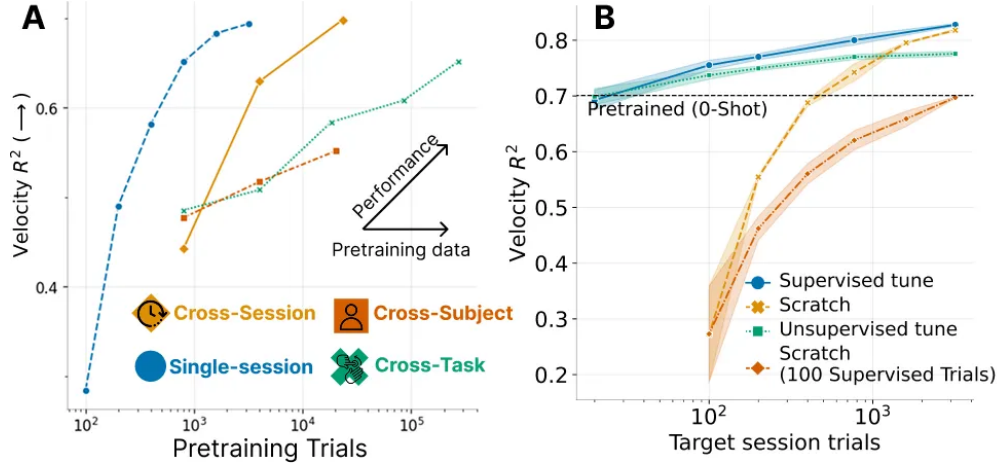 A
Velocity R² (⟶)
0.6
0.4
10² 10³ 10⁴ 10⁵
Pretraining Trials
Performance
Pretraining data
Cross-Session
Cross-Subject
Single-session
Cross-Task
B
Velocity R²
0.8
0.7
0.6
0.5
0.4
0.3
0.2
Pretrained (0-Shot)
Supervised tune
Scratch
Unsupervised tune
Scratch
(100 Supervised Trials)
10² 10³
Target session trials